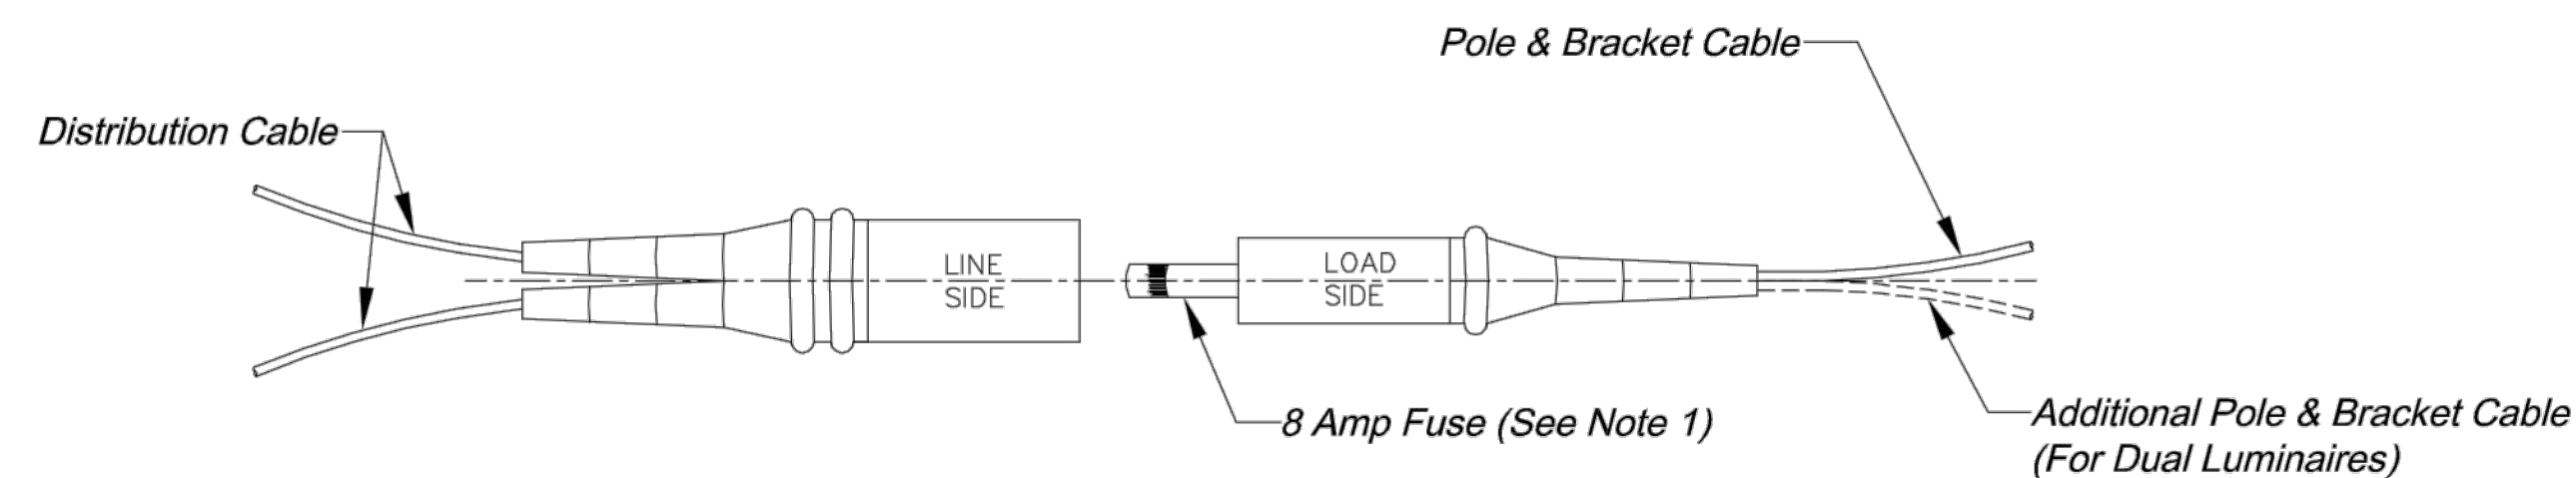 Pole & Bracket Cable
Distribution Cable
LINE
SIDE
LOAD
SIDE
8 Amp Fuse (See Note 1)
Additional Pole & Bracket Cable
(For Dual Luminaires)